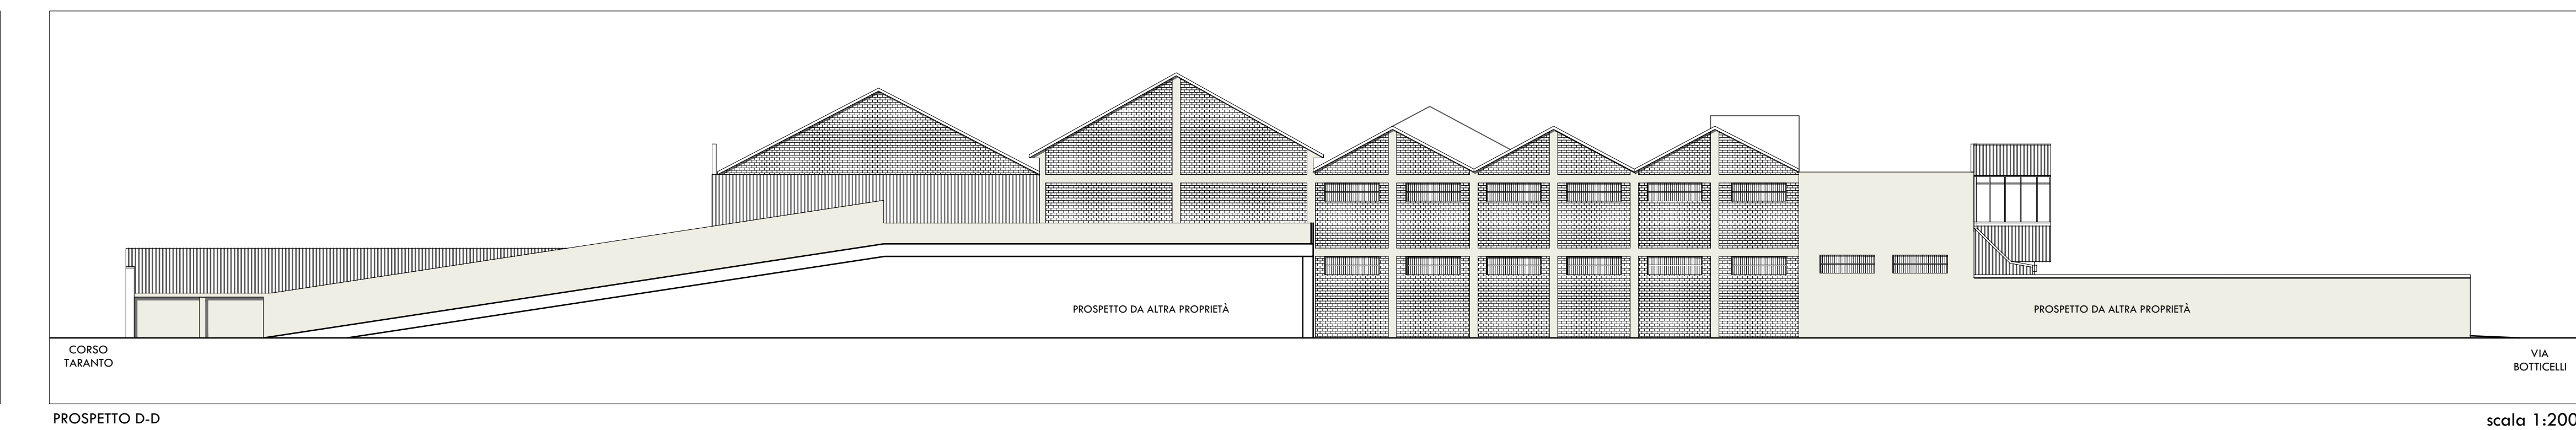 PROSPETTO DA ALTRA PROPRIETÀ
PROSPETTO DA ALTRA PROPRIETÀ
CORSO
TARANTO
VIA
BOTTICELLI
PROSPETTO D-D
scala 1:200